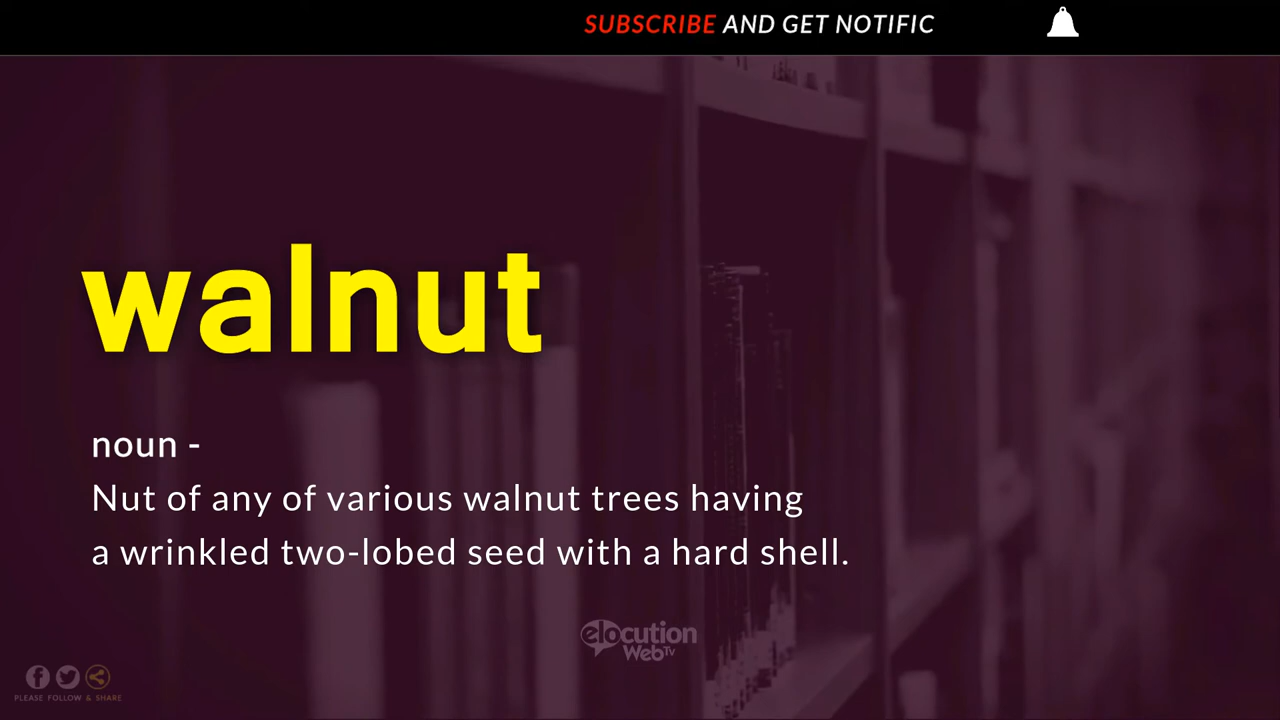 SUBSCRIBE AND GET NOTIFIC
walnut
noun -
Nut of any of various walnut trees having
a wrinkled two-lobed seed with a hard shell.
elocution
WebTv
PLEASE FOLLOW & SHARE